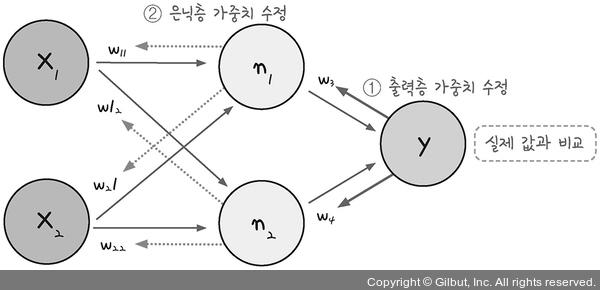 ② 은닉층 가중치 수정
X1
w11
n1
w3
① 출력층 가중치 수정
w12
y
실제 값과 비교
w21
X2
w22
n2
w4
Copyright © Gilbut, Inc. All rights reserved.